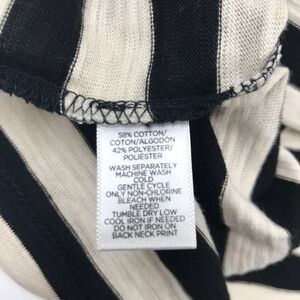 58% COTTON/
COTON/ALGODON
42% POLYESTER/
POLIESTER
WASH SEPARATELY
MACHINE WASH
COLD
GENTLE CYCLE
ONLY NON-CHLORINE
BLEACH WHEN
NEEDED
TUMBLE DRY LOW
COOL IRON IF NEEDED
DO NOT IRON ON
BACK NECK PRINT